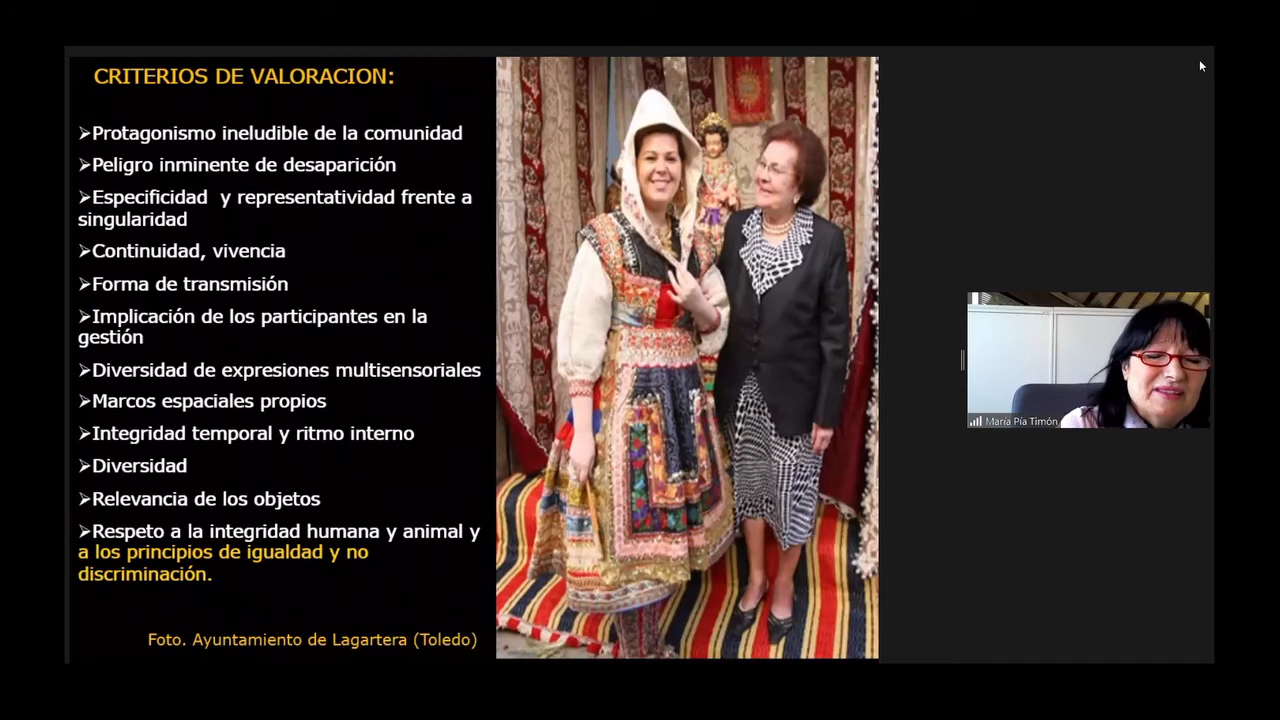 CRITERIOS DE VALORACION:
➢Protagonismo ineludible de la comunidad
➢Peligro inminente de desaparición
➢Especificidad y representatividad frente a
singularidad
➢Continuidad, vivencia
➢Forma de transmisión
➢Implicación de los participantes en la
gestión
➢Diversidad de expresiones multisensoriales
➢Marcos espaciales propios
➢Integridad temporal y ritmo interno
➢Diversidad
➢Relevancia de los objetos
➢Respeto a la integridad humana y animal y
a los principios de igualdad y no
discriminación.
Foto. Ayuntamiento de Lagartera (Toledo)
María Pía Timón